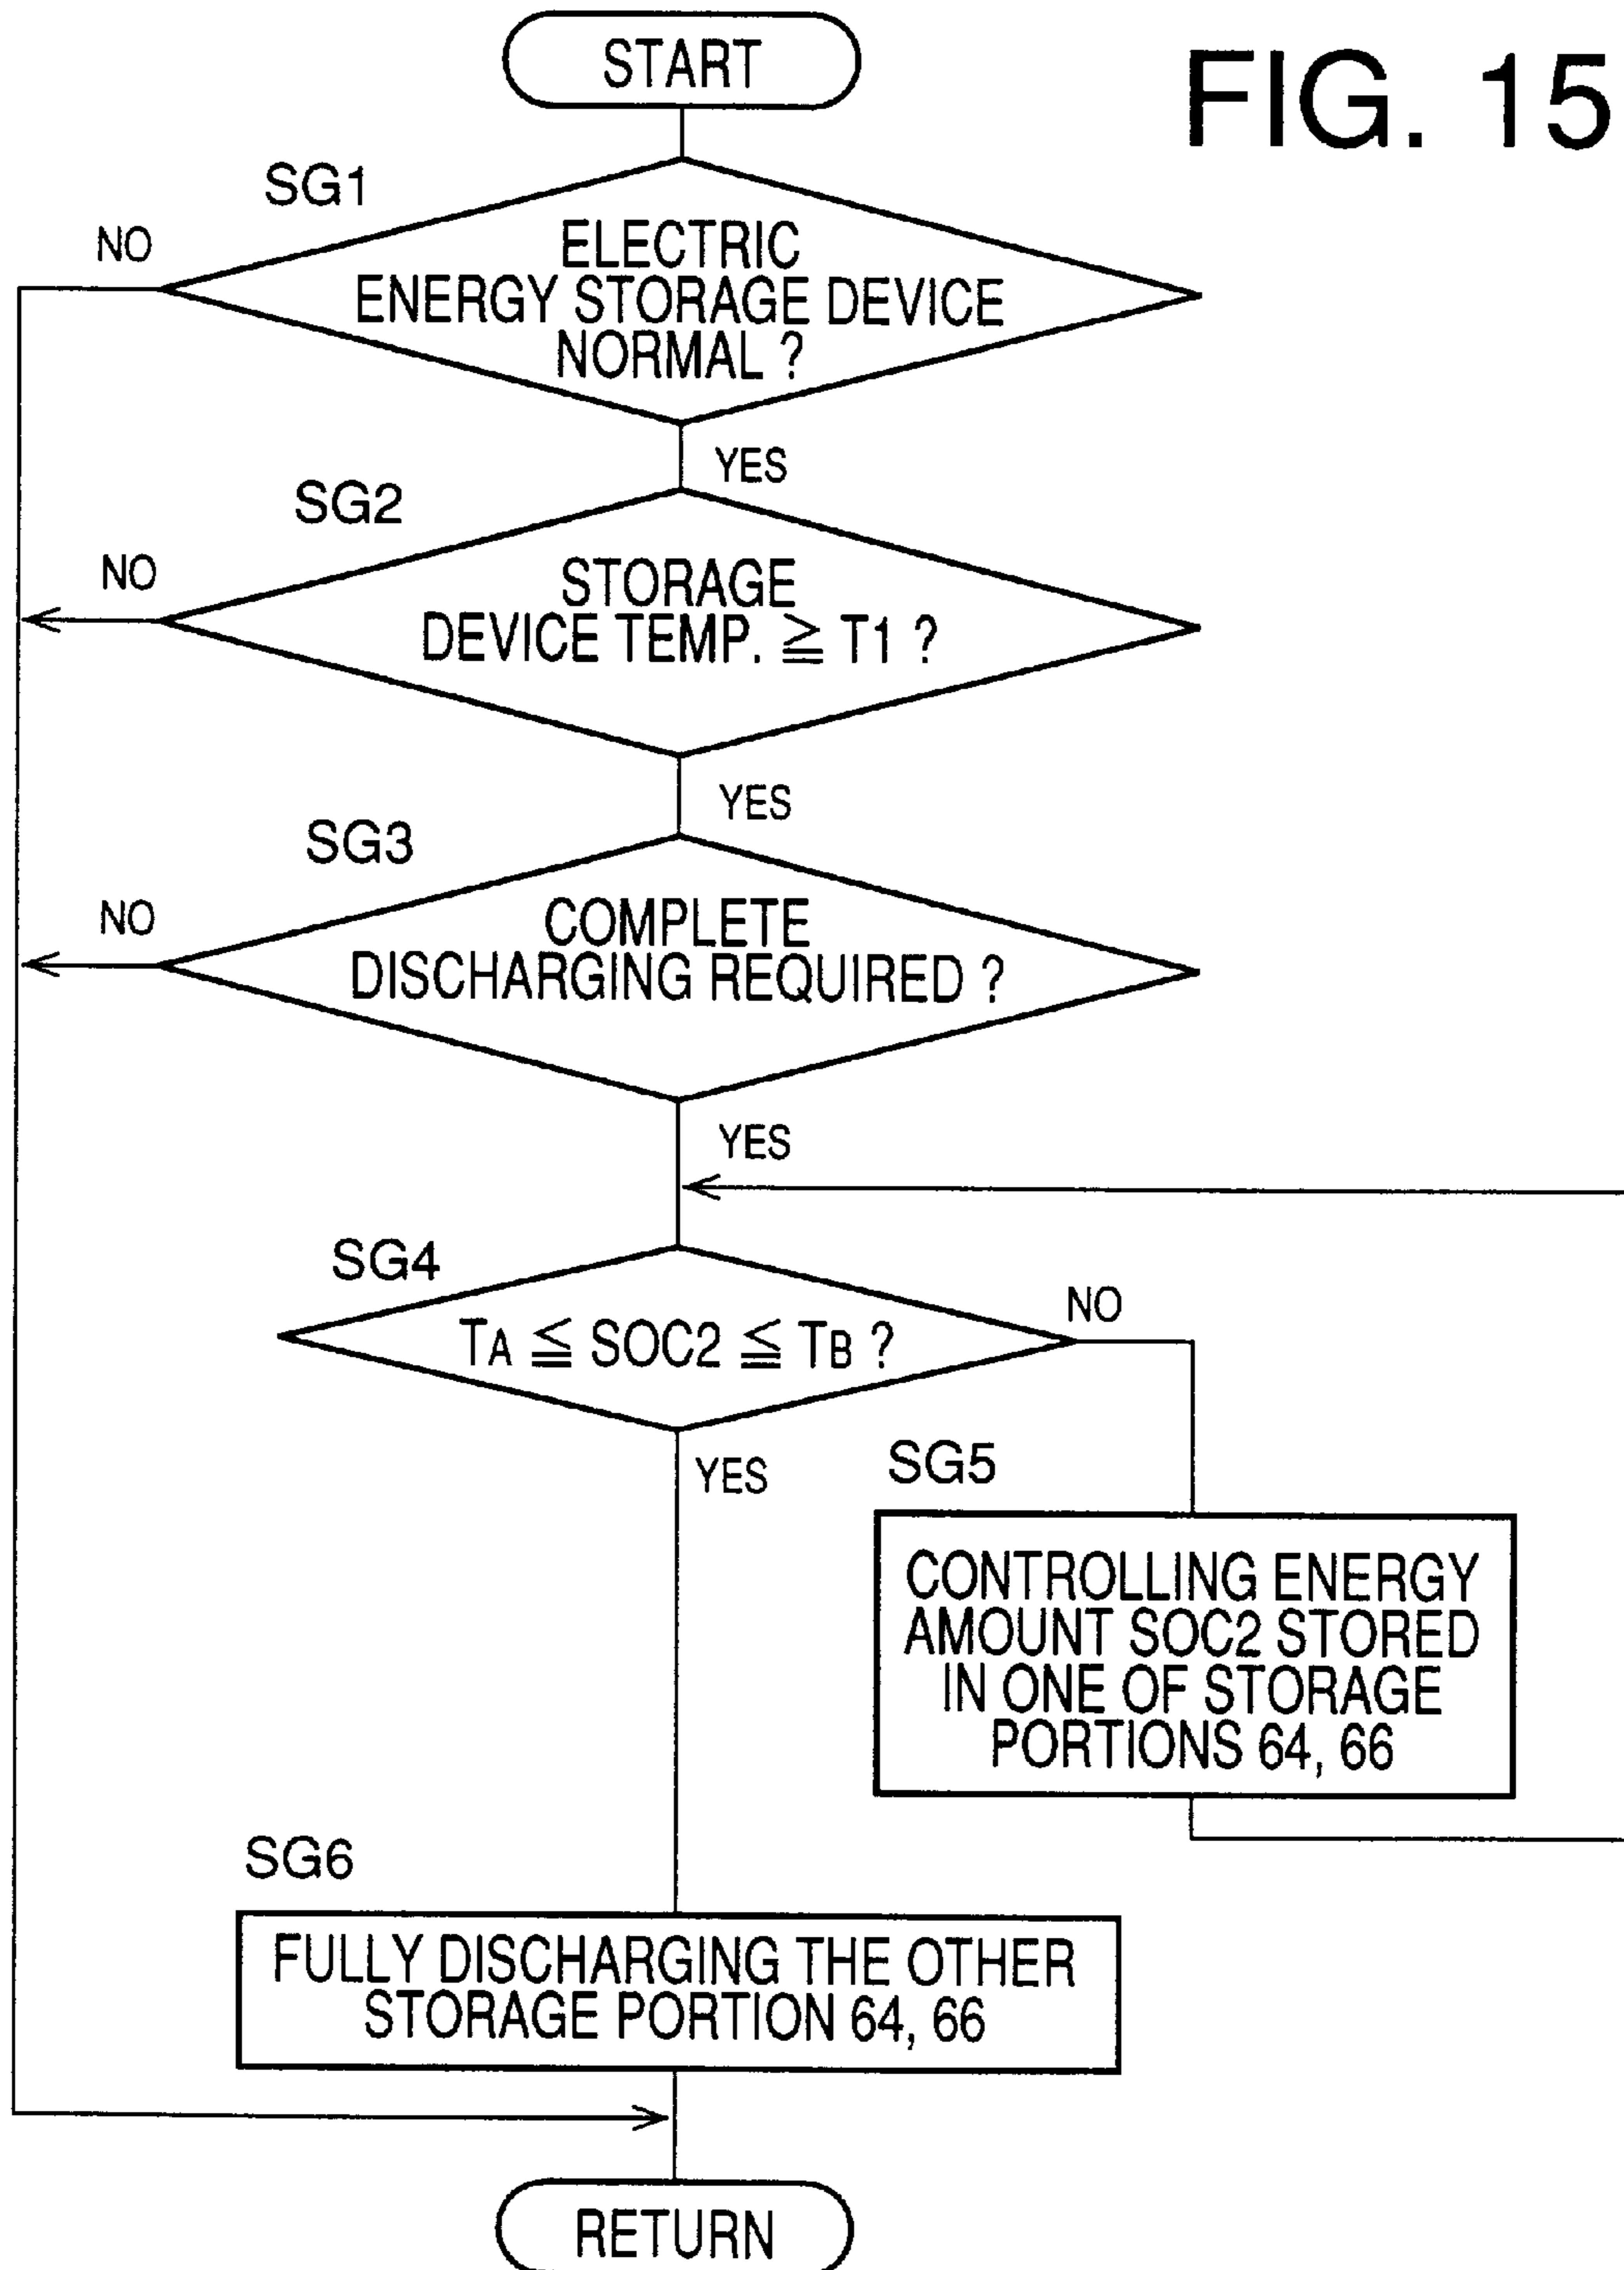 START
FIG. 15
SG1
NO
ELECTRIC
ENERGY STORAGE DEVICE
NORMAL ?
YES
SG2
NO
STORAGE
DEVICE TEMP. ≧ T1 ?
YES
SG3
NO
COMPLETE
DISCHARGING REQUIRED ?
YES
SG4
NO
TA ≦ SOC2 ≦ TB ?
YES
SG5
CONTROLLING ENERGY
AMOUNT SOC2 STORED
IN ONE OF STORAGE
PORTIONS 64, 66
SG6
FULLY DISCHARGING THE OTHER
STORAGE PORTION 64, 66
RETURN